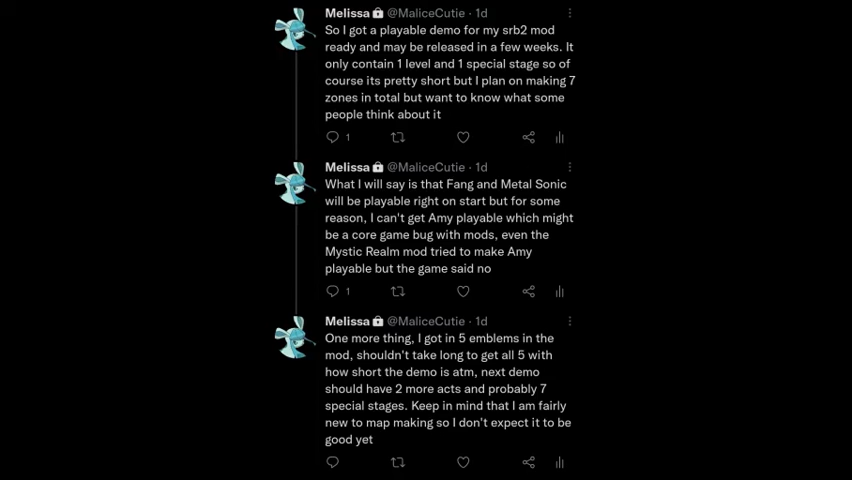 Melissa @MaliceCutie · 1d
So I got a playable demo for my srb2 mod
ready and may be released in a few weeks. It
only contain 1 level and 1 special stage so of
course its pretty short but I plan on making 7
zones in total but want to know what some
people think about it
1
Melissa @MaliceCutie · 1d
What I will say is that Fang and Metal Sonic
will be playable right on start but for some
reason, I can't get Amy playable which might
be a core game bug with mods, even the
Mystic Realm mod tried to make Amy
playable but the game said no
1
Melissa @MaliceCutie · 1d
One more thing, I got in 5 emblems in the
mod, shouldn't take long to get all 5 with
how short the demo is atm, next demo
should have 2 more acts and probably 7
special stages. Keep in mind that I am fairly
new to map making so I don't expect it to be
good yet